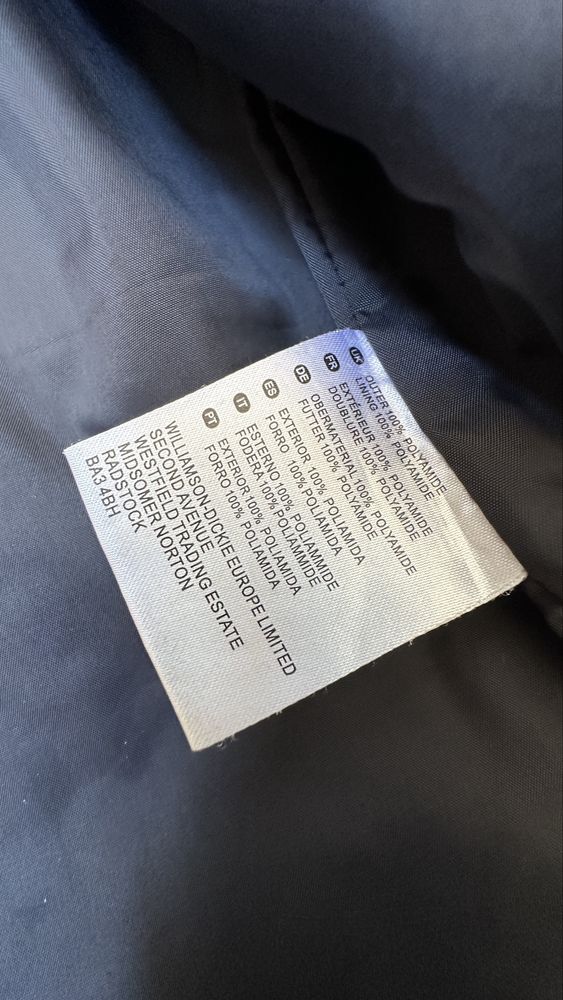 UK OUTER 100% POLYAMIDE
LINING 100% POLYAMIDE
FR EXTÉRIEUR 100% POLYAMIDE
DOUBLURE 100% POLYAMIDE
DE OBERMATERIAL 100% POLYAMIDE
FUTTER 100% POLYAMIDE
ES EXTERIOR 100% POLIAMIDA
FORRO 100% POLIAMIDA
IT ESTERNO 100% POLIAMMIDE
FODERA 100% POLIAMMIDE
PT EXTERIOR 100% POLIAMIDA
FORRO 100% POLIAMIDA
WILLIAMSON-DICKIE EUROPE LIMITED
SECOND AVENUE
WESTFIELD TRADING ESTATE
MIDSOMER NORTON
RADSTOCK
BA3 4BH